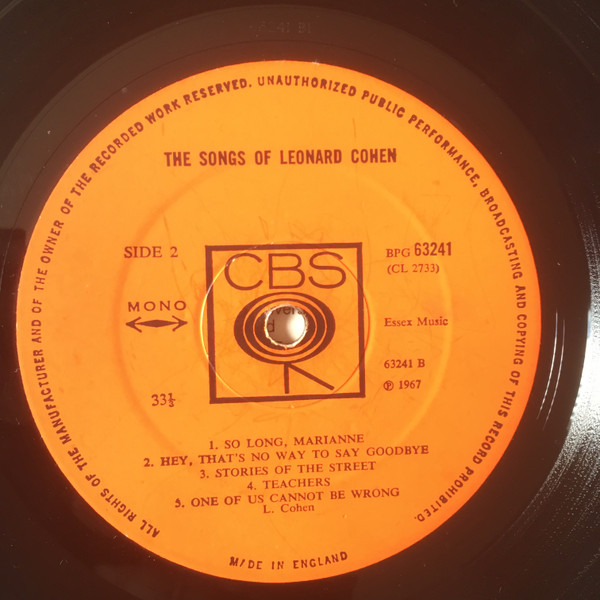 ALL RIGHTS OF THE MANUFACTURER AND OF THE OWNER OF THE RECORDED WORK RESERVED. UNAUTHORIZED PUBLIC PERFORMANCE, BROADCASTING AND COPYING OF THIS RECORD PROHIBITED.
THE SONGS OF LEONARD COHEN
SIDE 2
BPG 63241
(CL 2733)
CBS
MONO
Essex Music
63241 B
33⅓
℗ 1967
1. SO LONG, MARIANNE
2. HEY, THAT'S NO WAY TO SAY GOODBYE
3. STORIES OF THE STREET
4. TEACHERS
5. ONE OF US CANNOT BE WRONG
L. Cohen
MADE IN ENGLAND